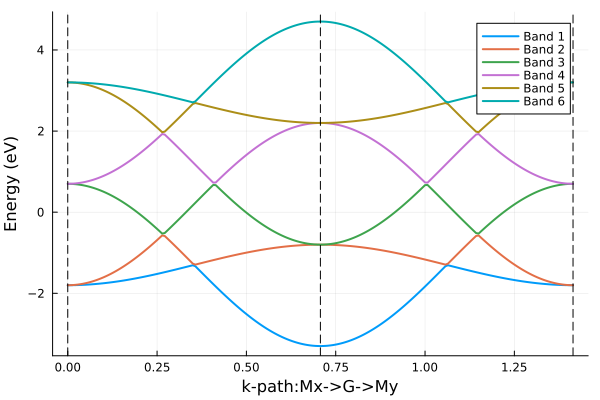 Band 1
Band 2
Band 3
Band 4
Band 5
Band 6
Energy (eV)
4
2
0
−2
0.00 0.25 0.50 0.75 1.00 1.25
k-path:Mx->G->My